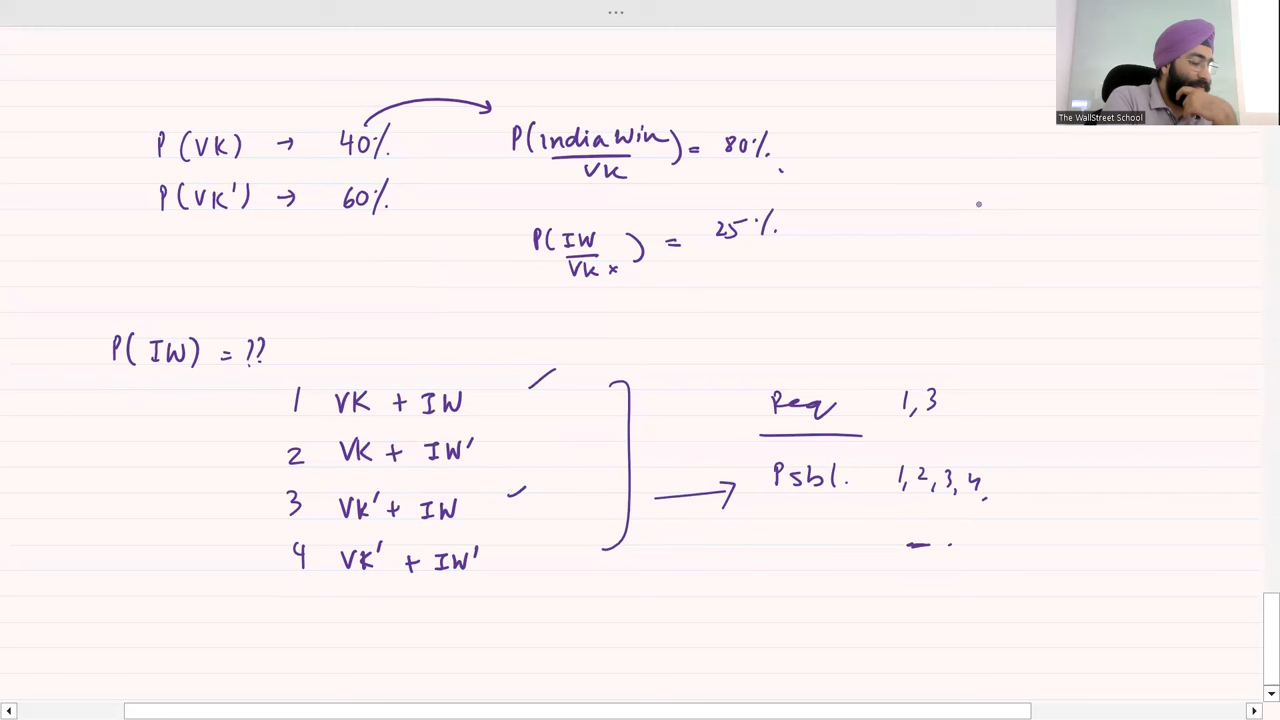 The WallStreet School
P(VK) → 40%
P(India Win / VK) = 80%.
P(VK') → 60%
P(IW / VK x) = 25%.
P(IW) = ??
1 VK + IW ✓
2 VK + IW'
3 VK' + IW ✓
4 VK' + IW'
Req 1,3
Psbl. 1,2,3,4.